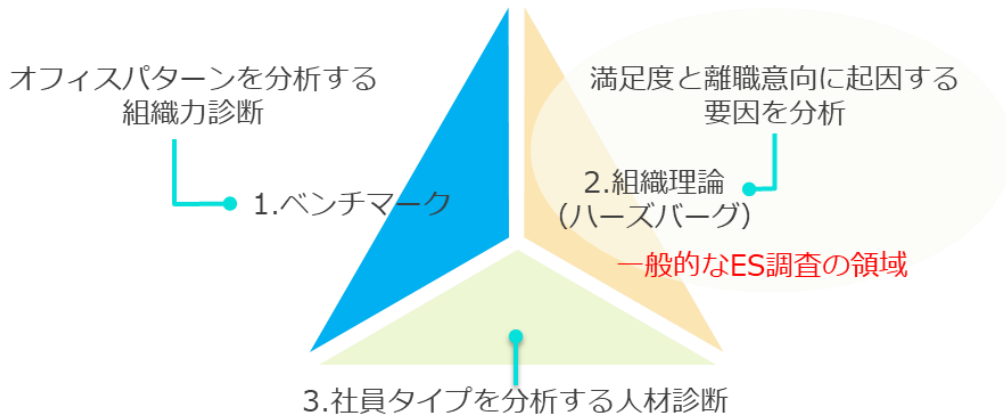 オフィスパターンを分析する
組織力診断
1.ベンチマーク
満足度と離職意向に起因する
要因を分析
2.組織理論
(ハーズバーグ)
一般的なES調査の領域
3.社員タイプを分析する人材診断